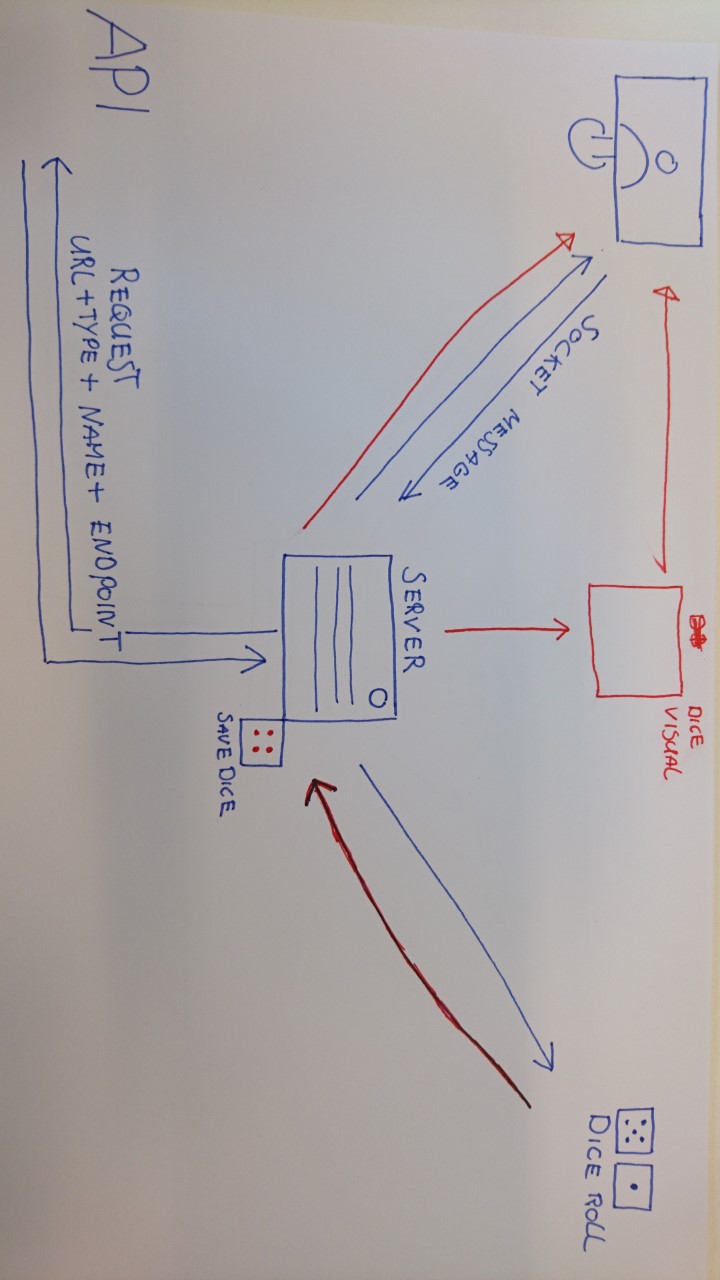 DICE
VISUAL
SOCKET MESSAGE
SERVER
DICE ROLL
SAVE DICE
REQUEST
URL+TYPE+ NAME+ ENDPOINT
API